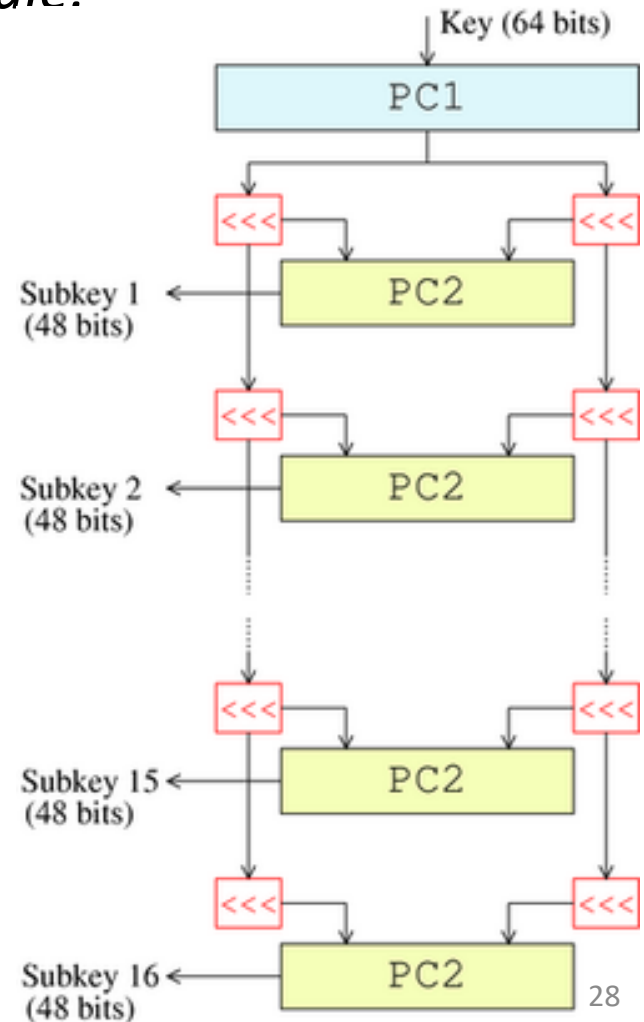 Key (64 bits)
PC1
<<< <<<
Subkey 1
(48 bits)
PC2
<<< <<<
Subkey 2
(48 bits)
PC2
<<< <<<
Subkey 15
(48 bits)
PC2
<<< <<<
Subkey 16
(48 bits)
PC2
28